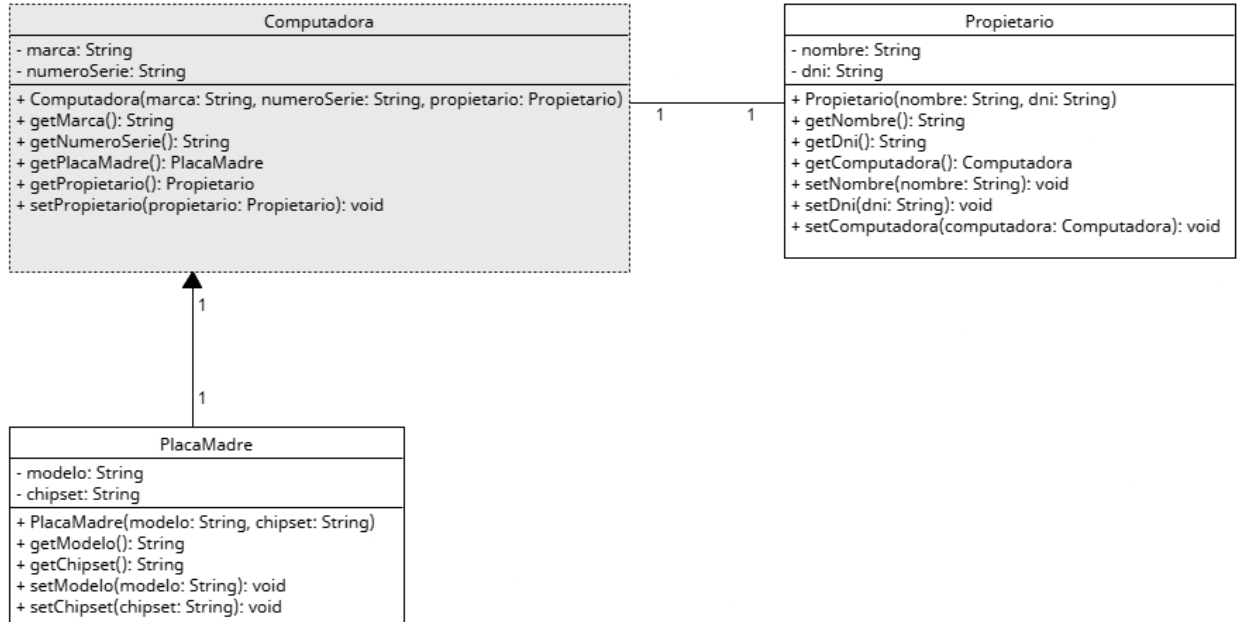 Computadora
- marca: String
- numeroSerie: String
+ Computadora(marca: String, numeroSerie: String, propietario: Propietario)
+ getMarca(): String
+ getNumeroSerie(): String
+ getPlacaMadre(): PlacaMadre
+ getPropietario(): Propietario
+ setPropietario(propietario: Propietario): void
Propietario
- nombre: String
- dni: String
+ Propietario(nombre: String, dni: String)
+ getNombre(): String
+ getDni(): String
+ getComputadora(): Computadora
+ setNombre(nombre: String): void
+ setDni(dni: String): void
+ setComputadora(computadora: Computadora): void
1
1
1
1
PlacaMadre
- modelo: String
- chipset: String
+ PlacaMadre(modelo: String, chipset: String)
+ getModelo(): String
+ getChipset(): String
+ setModelo(modelo: String): void
+ setChipset(chipset: String): void